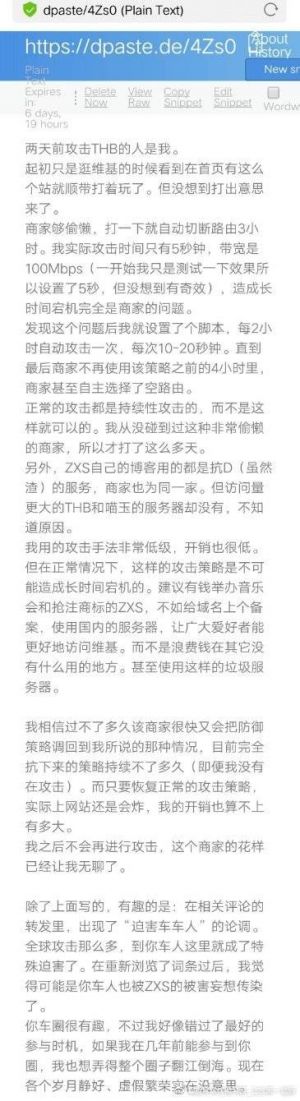 dpaste/4Zs0 (Plain Text)
https://dpaste.de/4Zs0
About
History
Plain
Text
Expires
in:
6 days,
19 hours
Delete
Now
View
Raw
Copy
Snippet
Edit
Snippet
New sn
Wordw
两天前攻击THB的人是我。
起初只是逛维基的时候看到在首页有这么
个站就顺带打着玩了。但没想到打出意思
来了。
商家够偷懒，打一下就自动切断路由3小
时。我实际攻击时间只有5秒钟，带宽是
100Mbps（一开始我只是测试一下效果所
以设置了5秒，但没想到有奇效），造成长
时间宕机完全是商家的问题。
发现这个问题后我就设置了个脚本，每2小
时自动攻击一次，每次10-20秒钟。直到
最后商家不再使用该策略之前的4小时里，
商家甚至自主选择了空路由。
正常的攻击都是持续性攻击的，而不是这
样就可以的。我从没碰到过这种非常偷懒
的商家，所以才打了这么多天。
另外，ZXS自己的博客用的都是抗D（虽然
渣）的服务，商家也为同一家。但访问量
更大的THB和喵玉的服务器却没有，不知
道原因。
我用的攻击手法非常低级，开销也很低。
但在正常情况下，这样的攻击策略是不可
能造成长时间宕机的。建议有钱举办音乐
会和抢注商标的ZXS，不如给域名上个备
案，使用国内的服务器，让广大爱好者能
更好地访问维基。而不是浪费钱在其它没
有什么用的地方。甚至使用这样的垃圾服
务器。
我相信过不了多久该商家很快又会把防御
策略调回到我所说的那种情况，目前完全
抗下来的策略持续不了多久（即便我没有
在攻击）。而只要恢复正常的攻击策略，
实际上网站还是会炸，我的开销也算不上
有多大。
我之后不会再进行攻击，这个商家的花样
已经让我无聊了。
除了上面写的，有趣的是：在相关评论的
转发里，出现了“迫害车车人”的论调。
全球攻击那么多，到你车人这里就成了特
殊迫害了。在重新浏览了词条过后，我觉
得可能是你车人也被ZXS的被害妄想传染
了。
你车圈很有趣，不过我好像错过了最好的
参与时机，如果我在几年前能参与到你
圈，我也想弄得整个圈子翻江倒海。现在
各个岁月静好、虚假繁荣实在没意思。